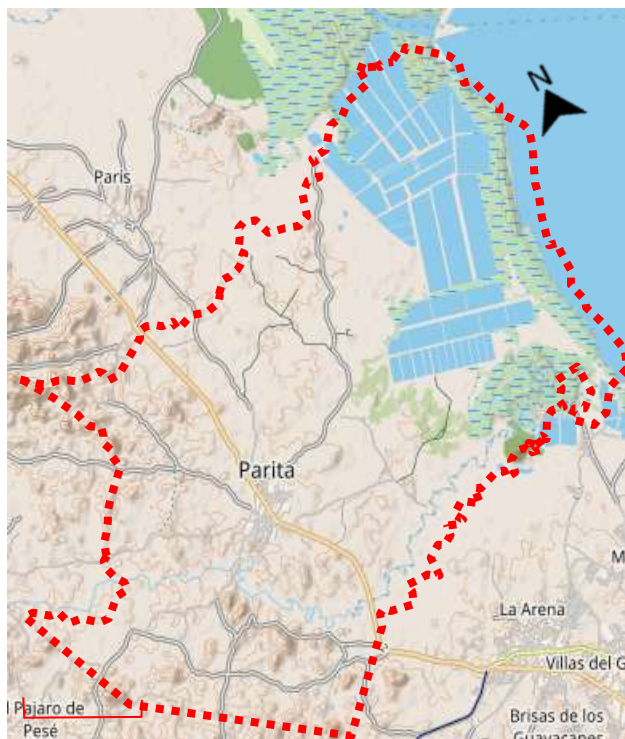 N
Paris
Parita
La Arena
M
Villas del G
l Pajaro de
Pesé
Brisas de los
Guayacanes